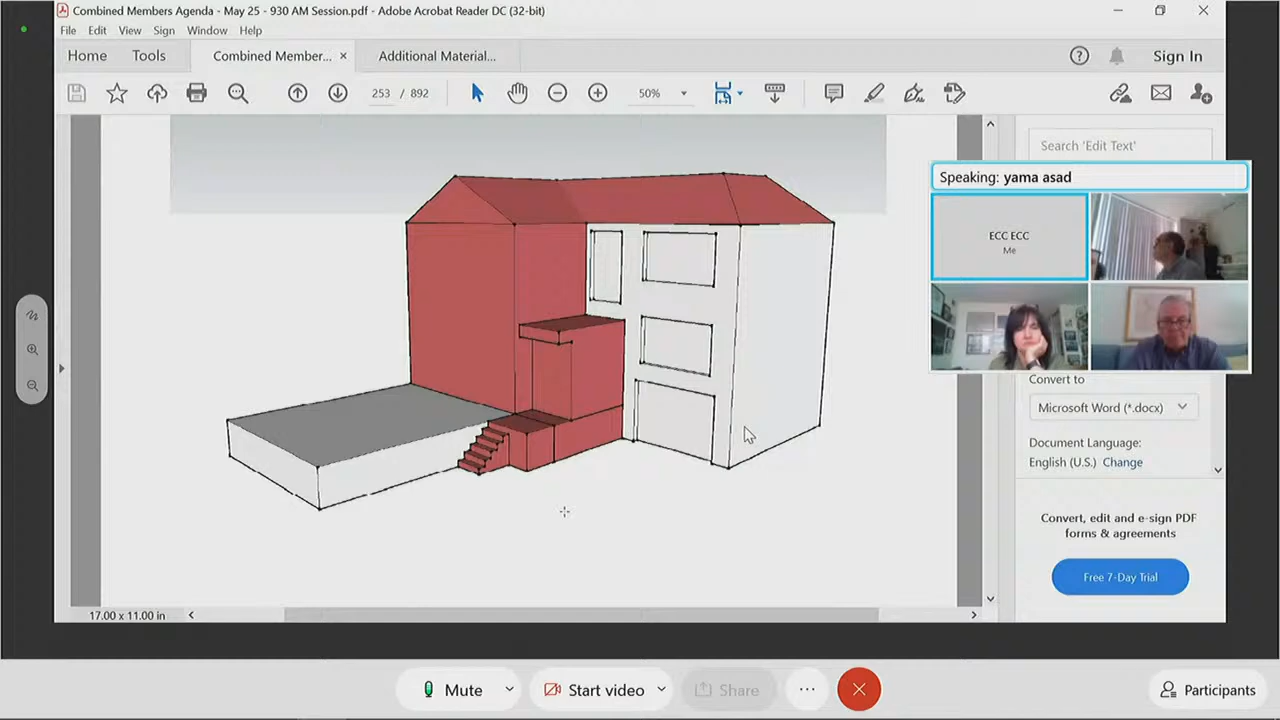 Combined Members Agenda - May 25 - 930 AM Session.pdf - Adobe Acrobat Reader DC (32-bit)
File Edit View Sign Window Help
Home Tools Combined Member... × Additional Material... Sign In
253 / 892 50%
Search 'Edit Text'
Speaking: yama asad
ECC ECC
Me
Convert to
Microsoft Word (*.docx)
Document Language:
English (U.S.) Change
Convert, edit and e-sign PDF
forms & agreements
Free 7-Day Trial
17.00 x 11.00 in
Mute Start video Share Participants